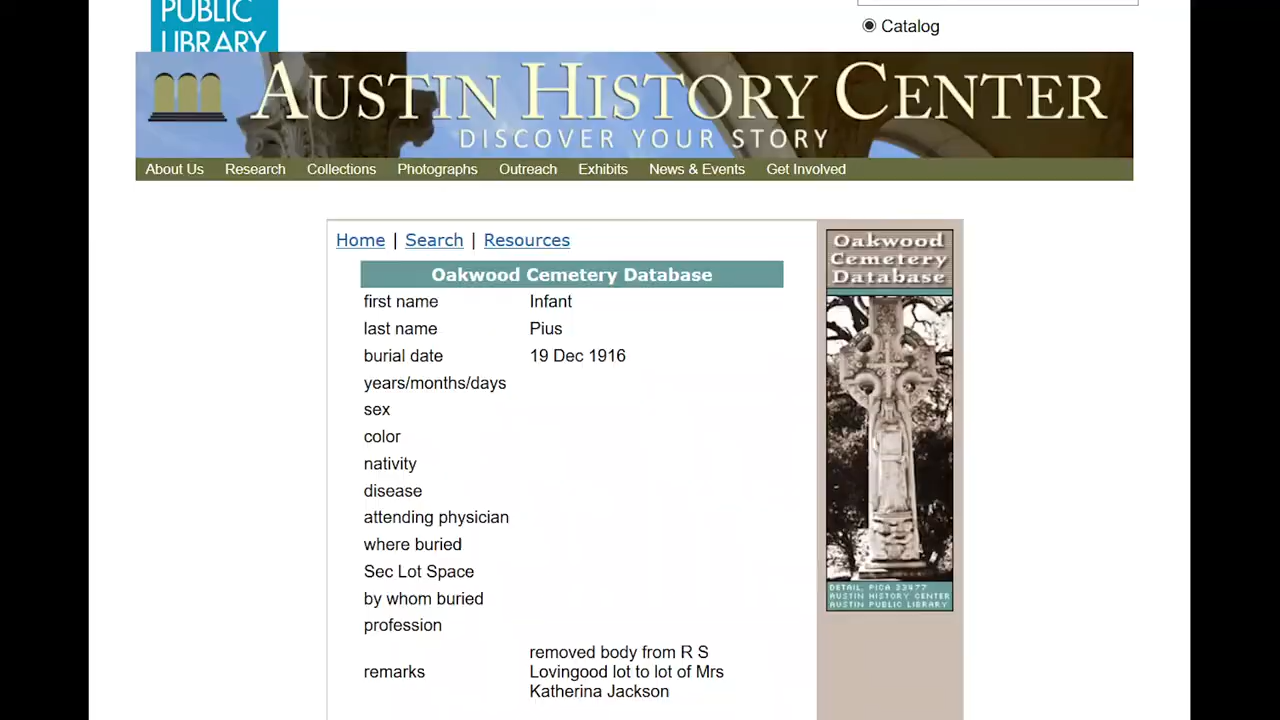 PUBLIC
LIBRARY
Catalog
AUSTIN HISTORY CENTER
DISCOVER YOUR STORY
About Us Research Collections Photographs Outreach Exhibits News & Events Get Involved
Home | Search | Resources
Oakwood Cemetery Database
first name Infant
last name Pius
burial date 19 Dec 1916
years/months/days
sex
color
nativity
disease
attending physician
where buried
Sec Lot Space
by whom buried
profession
remarks removed body from R S
Lovingood lot to lot of Mrs
Katherina Jackson
Oakwood
Cemetery
Database
DETAIL, PICA 33477
AUSTIN HISTORY CENTER
AUSTIN PUBLIC LIBRARY